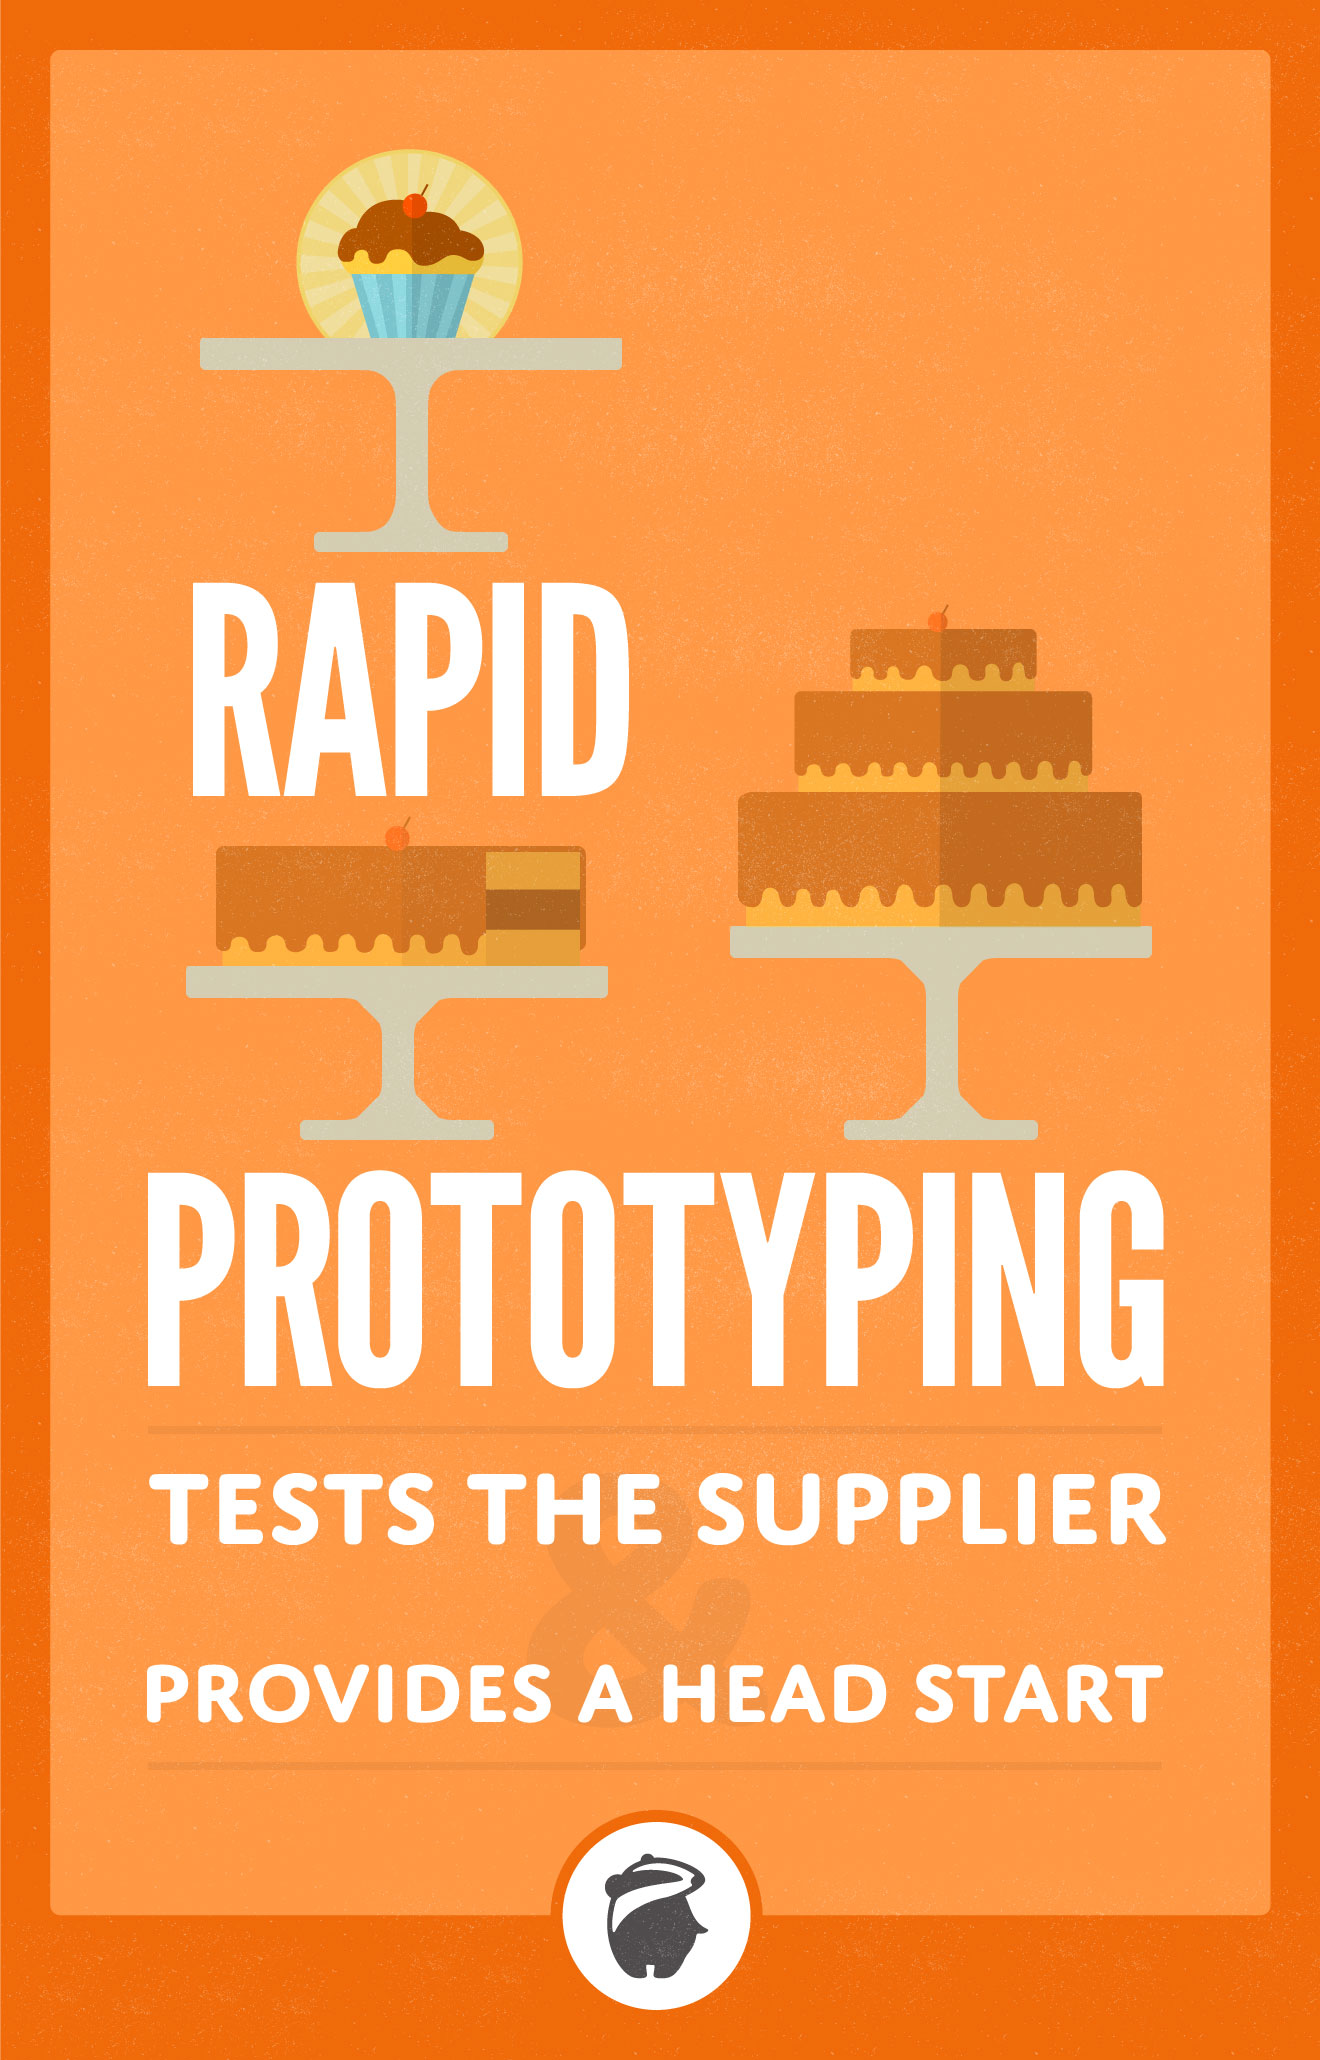 RAPID
PROTOTYPING
TESTS THE SUPPLIER
&
PROVIDES A HEAD START